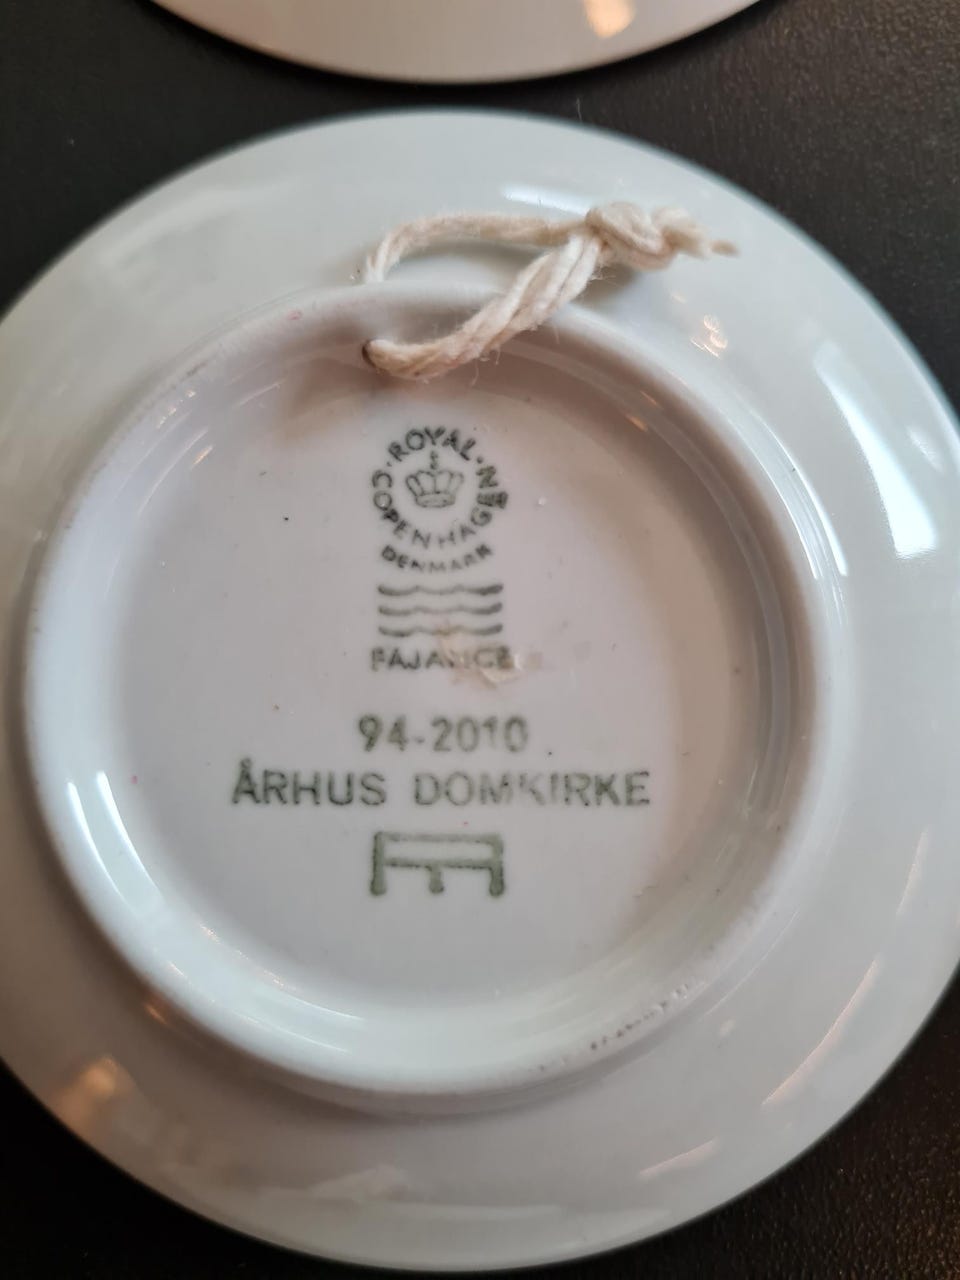 ROYAL
COPENHAGEN
DENMARK
FAJANCE
94-2010
ÅRHUS DOMKIRKE